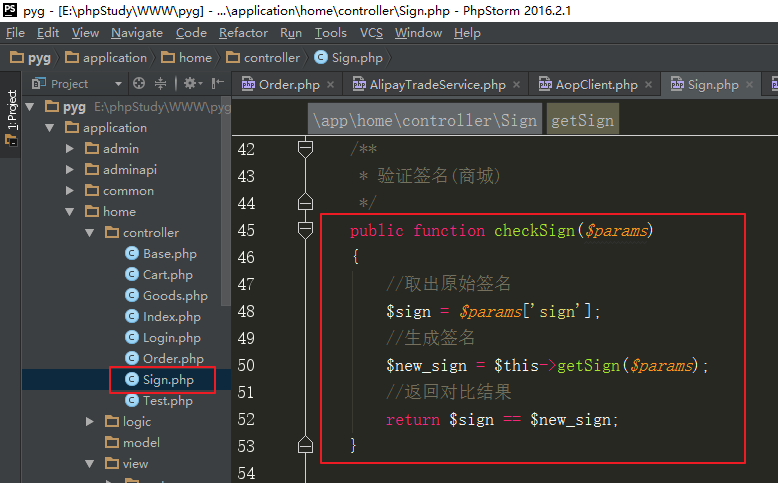 pyg - [E:\phpStudy\WWW\pyg] - ...\application\home\controller\Sign.php - PhpStorm 2016.2.1
File Edit View Navigate Code Refactor Run Tools VCS Window Help
pyg application home controller Sign.php
1: Project
Project
Order.php AlipayTradeService.php AopClient.php Sign.php
pyg E:\phpStudy\WWW\pyg
application
admin
adminapi
common
home
controller
Base.php
Cart.php
Goods.php
Index.php
Login.php
Order.php
Sign.php
Test.php
logic
model
view
\app\home\controller\Sign getSign
42 /**
43 * 验证签名(商城)
44 */
45 public function checkSign($params)
46 {
47 //取出原始签名
48 $sign = $params['sign'];
49 //生成签名
50 $new_sign = $this->getSign($params);
51 //返回对比结果
52 return $sign == $new_sign;
53 }
54